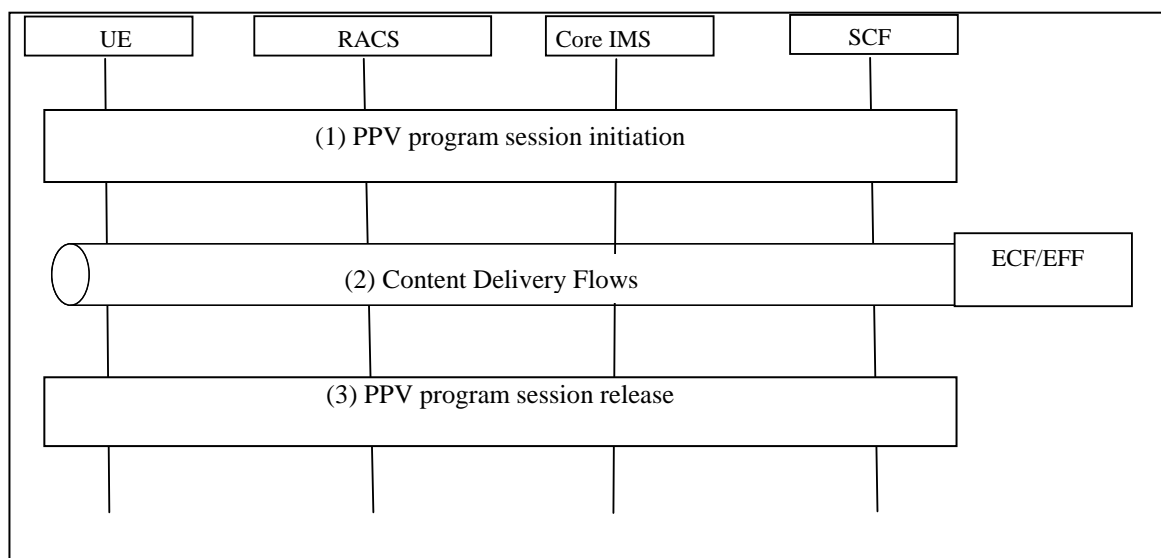 UE
RACS
Core IMS
SCF
(1) PPV program session initiation
ECF/EFF
(2) Content Delivery Flows
(3) PPV program session release